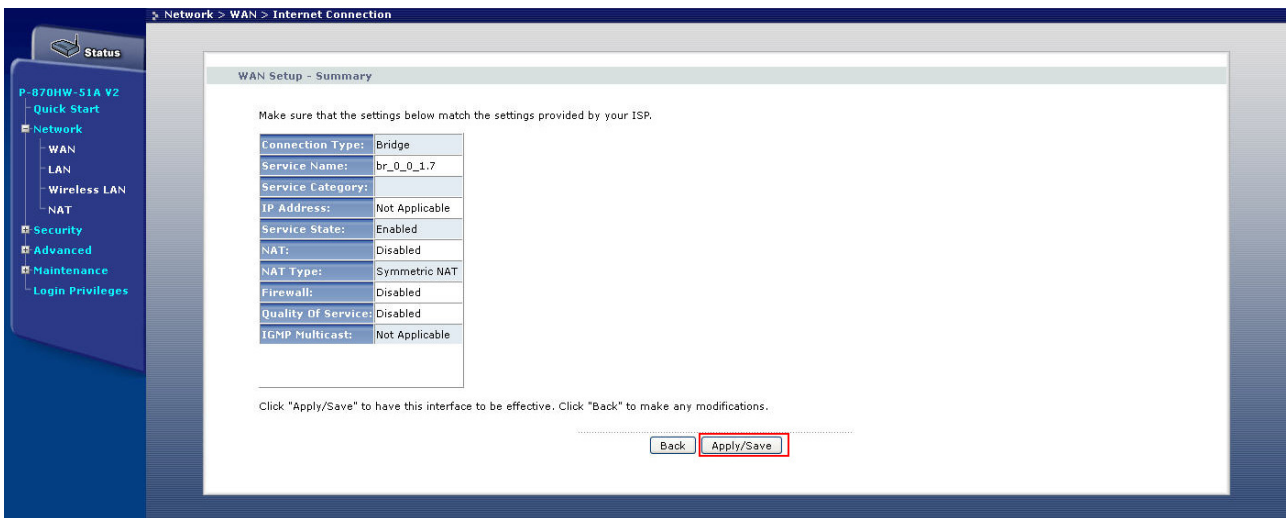 Network > WAN > Internet Connection
Status
P-870HW-51A V2
Quick Start
Network
WAN
LAN
Wireless LAN
NAT
Security
Advanced
Maintenance
Login Privileges
WAN Setup - Summary
Make sure that the settings below match the settings provided by your ISP.
Connection Type: Bridge
Service Name: br_0_0_1.7
Service Category:
IP Address: Not Applicable
Service State: Enabled
NAT: Disabled
NAT Type: Symmetric NAT
Firewall: Disabled
Quality Of Service: Disabled
IGMP Multicast: Not Applicable
Click "Apply/Save" to have this interface to be effective. Click "Back" to make any modifications.
Back Apply/Save